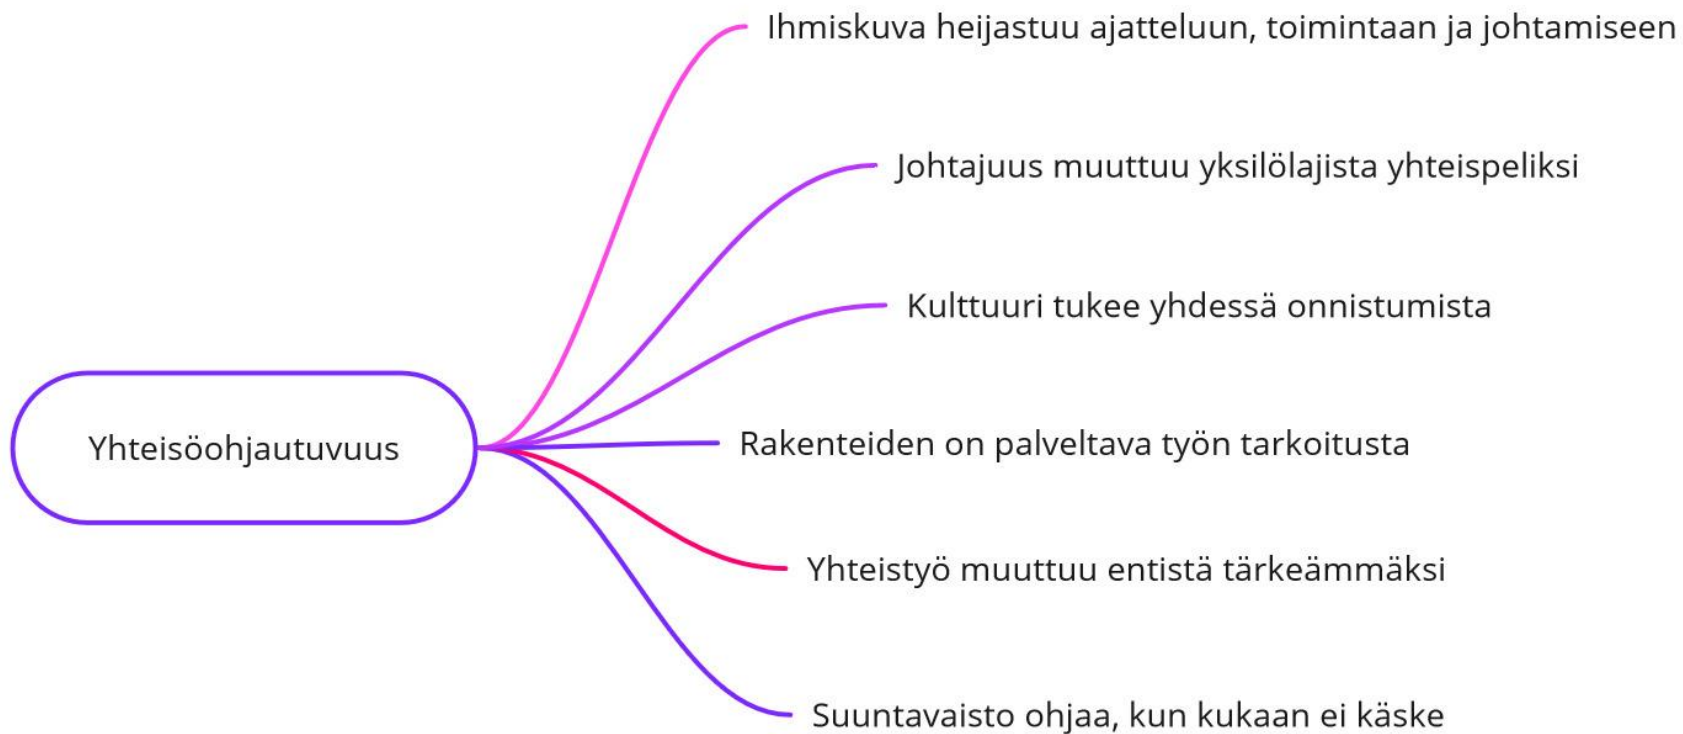 Ihmiskuva heijastuu ajatteluun, toimintaan ja johtamiseen
Johtajuus muuttuu yksilölajista yhteispeliksi
Kulttuuri tukee yhdessä onnistumista
Yhteisöohjautuvuus
Rakenteiden on palveltava työn tarkoitusta
Yhteistyö muuttuu entistä tärkeämmäksi
Suuntavaisto ohjaa, kun kukaan ei käske